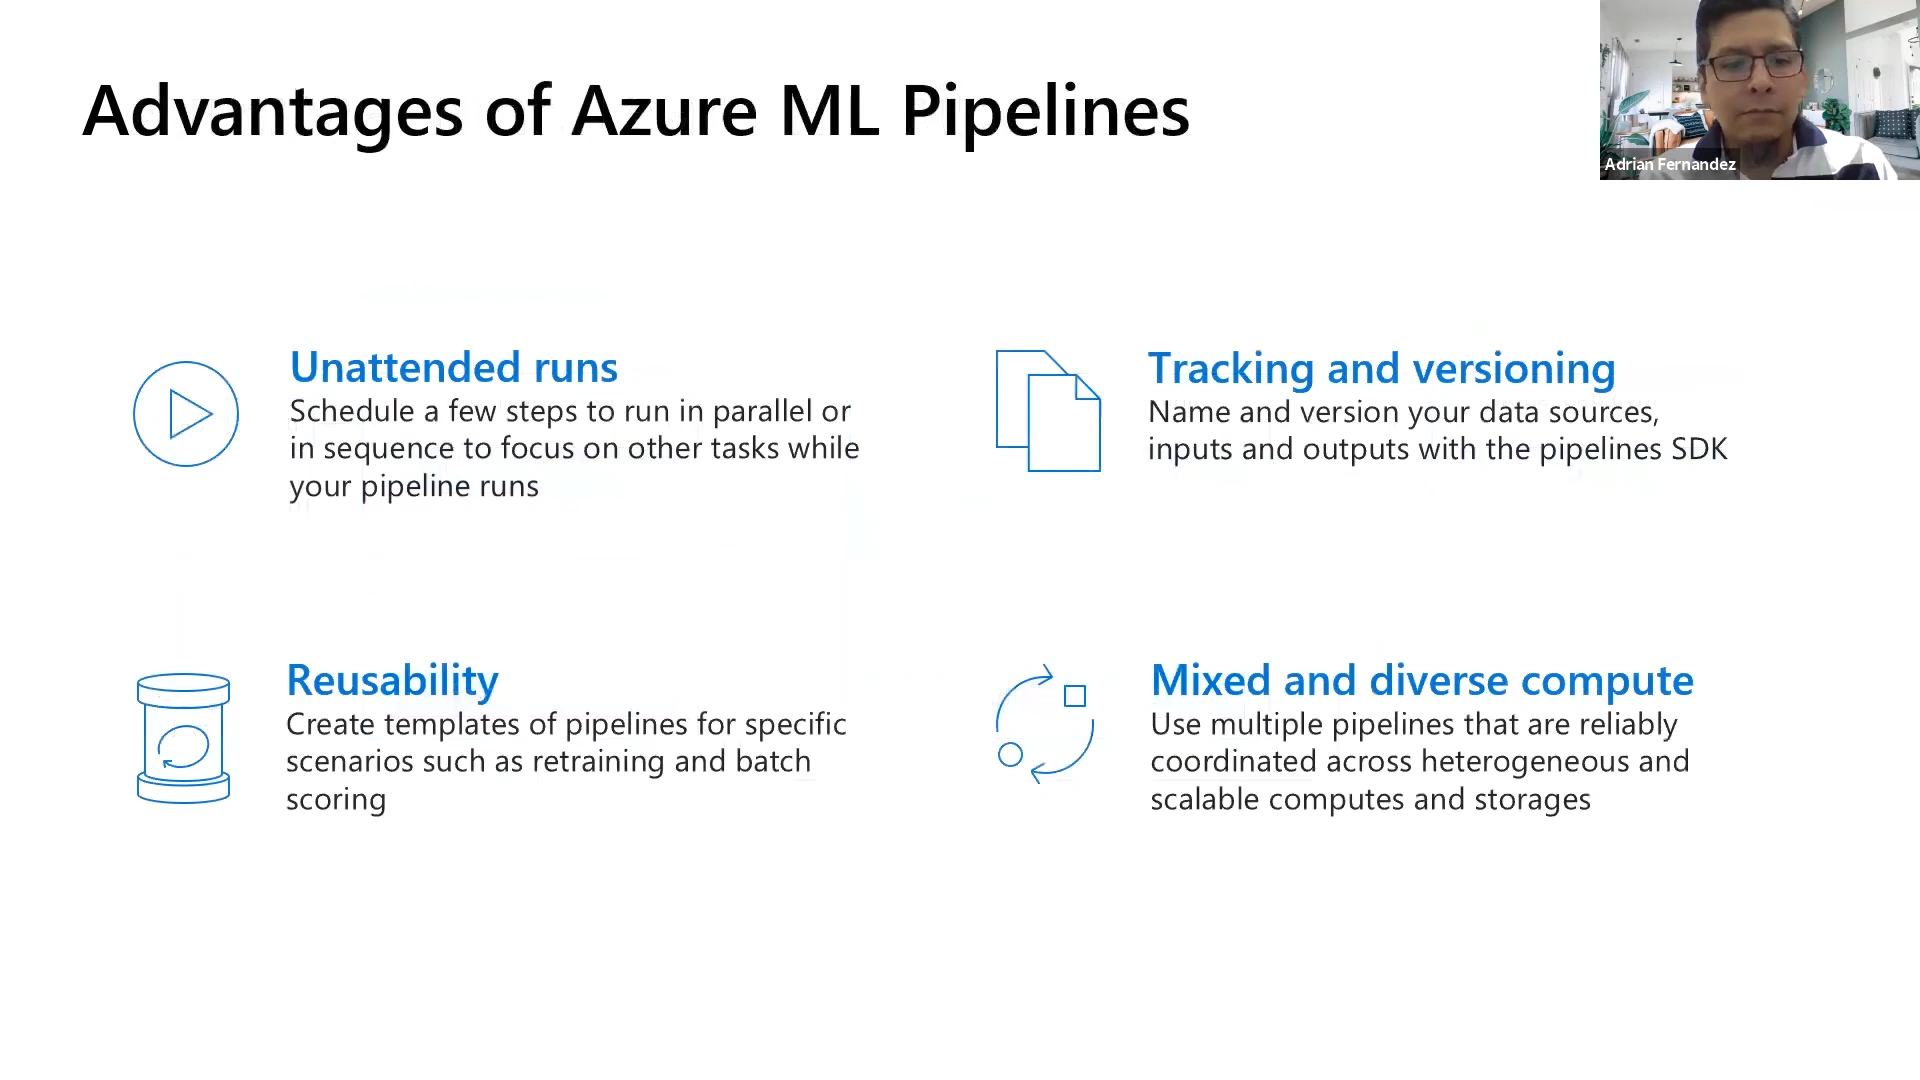 Advantages of Azure ML Pipelines
Adrian Fernandez
Unattended runs
Schedule a few steps to run in parallel or
in sequence to focus on other tasks while
your pipeline runs
Tracking and versioning
Name and version your data sources,
inputs and outputs with the pipelines SDK
Reusability
Create templates of pipelines for specific
scenarios such as retraining and batch
scoring
Mixed and diverse compute
Use multiple pipelines that are reliably
coordinated across heterogeneous and
scalable computes and storages